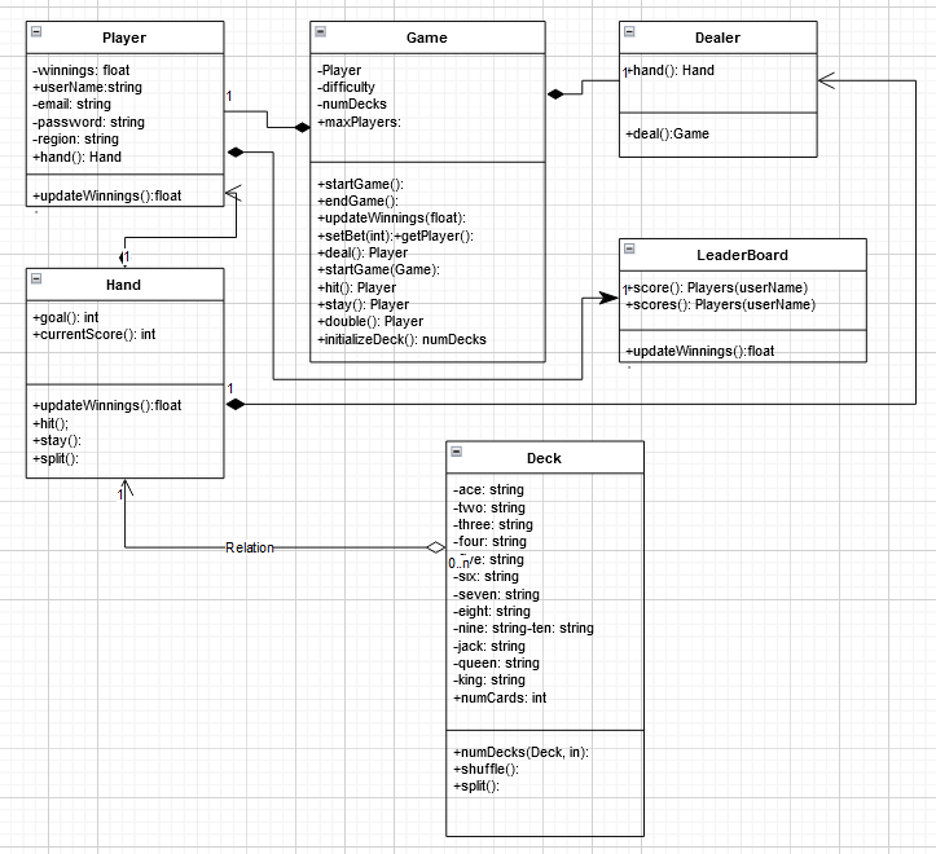 Player
-winnings: float
+userName:string
-email: string
-password: string
-region: string
+hand(): Hand
+updateWinnings():float
1
Game
-Player
-difficulty
-numDecks
+maxPlayers:
+startGame():
+endGame():
+updateWinnings(float):
+setBet(int):+getPlayer():
+deal(): Player
+startGame(Game):
+hit(): Player
+stay(): Player
+double(): Player
+initializeDeck(): numDecks
Dealer
1
+hand(): Hand
+deal():Game
LeaderBoard
1
+score(): Players(userName)
+scores(): Players(userName)
+updateWinnings():float
1
Hand
+goal(): int
+currentScore(): int
+updateWinnings():float
+hit();
+stay():
+split():
1
1
Relation
0..n
Deck
-ace: string
-two: string
-three: string
-four: string
string
-six: string
-seven: string
-eight: string
-nine: string-ten: string
-jack: string
-queen: string
-king: string
+numCards: int
+numDecks(Deck, in):
+shuffle():
+split():